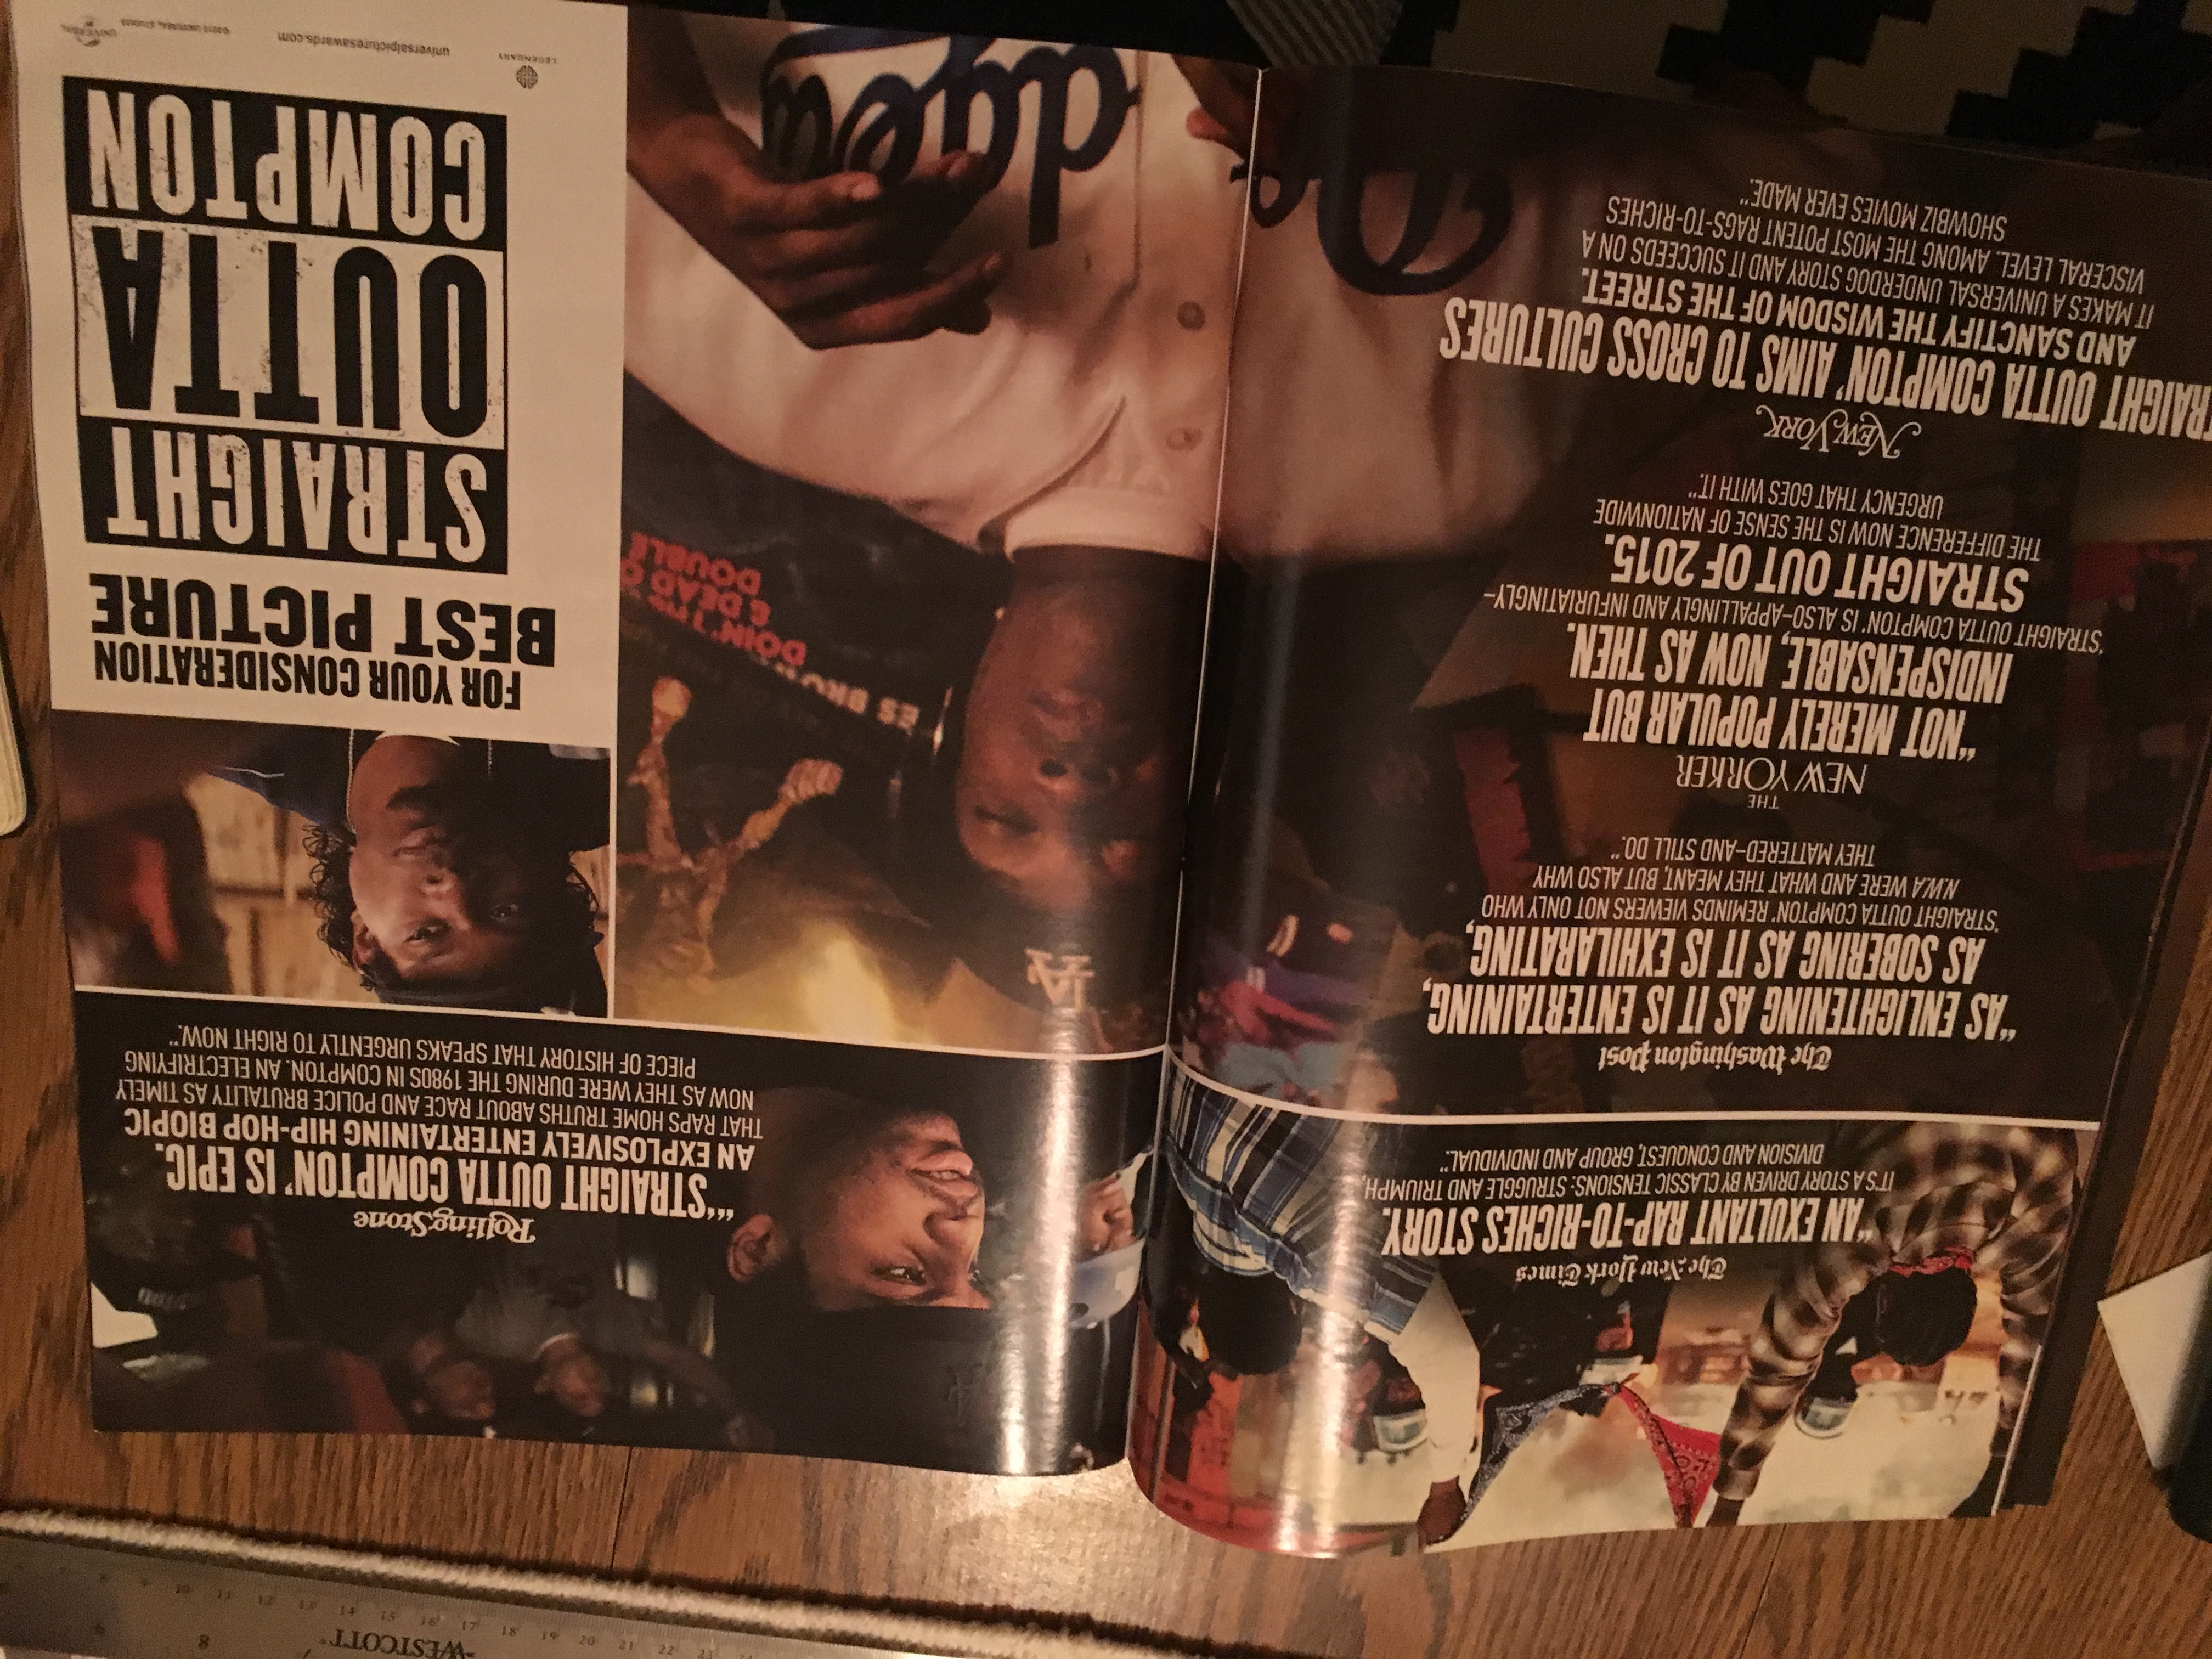 The New York Times
"AN EXULTANT RAP-TO-RICHES STORY.
IT'S A STORY DRIVEN BY CLASSIC TENSIONS: STRUGGLE AND TRIUMPH,
DIVISION AND CONQUEST, GROUP AND INDIVIDUAL."
The Washington Post
"AS ENLIGHTENING AS IT IS ENTERTAINING,
AS SOBERING AS IT IS EXHILARATING,
'STRAIGHT OUTTA COMPTON' REMINDS VIEWERS NOT ONLY WHO
N.W.A WERE AND WHAT THEY MEANT, BUT ALSO WHY
THEY MATTERED–AND STILL DO."
THE
NEW YORKER
"NOT MERELY POPULAR BUT
INDISPENSABLE, NOW AS THEN.
'STRAIGHT OUTTA COMPTON' IS ALSO–APPALLINGLY AND INFURIATINGLY–
STRAIGHT OUT OF 2015.
THE DIFFERENCE NOW IS THE SENSE OF NATIONWIDE
URGENCY THAT GOES WITH IT."
NEW YORK
TRAIGHT OUTTA COMPTON' AIMS TO CROSS CULTURES
AND SANCTIFY THE WISDOM OF THE STREET.
IT MAKES A UNIVERSAL UNDERDOG STORY AND IT SUCCEEDS ON A
VISCERAL LEVEL. AMONG THE MOST POTENT RAGS-TO-RICHES
SHOWBIZ MOVIES EVER MADE."
RollingStone
"'STRAIGHT OUTTA COMPTON' IS EPIC.
AN EXPLOSIVELY ENTERTAINING HIP-HOP BIOPIC
THAT RAPS HOME TRUTHS ABOUT RACE AND POLICE BRUTALITY AS TIMELY
NOW AS THEY WERE DURING THE 1980S IN COMPTON. AN ELECTRIFYING
PIECE OF HISTORY THAT SPEAKS URGENTLY TO RIGHT NOW."
LA
ES BROW
DOIN' IT TO
& DEAD O
DOUBLE
dgers
FOR YOUR CONSIDERATION
BEST PICTURE
STRAIGHT
OUTTA
COMPTON
LEGENDARY
universalpicturesawards.com
©2015 UNIVERSAL STUDIOS
UNIVERSAL
WESTCOTT
8